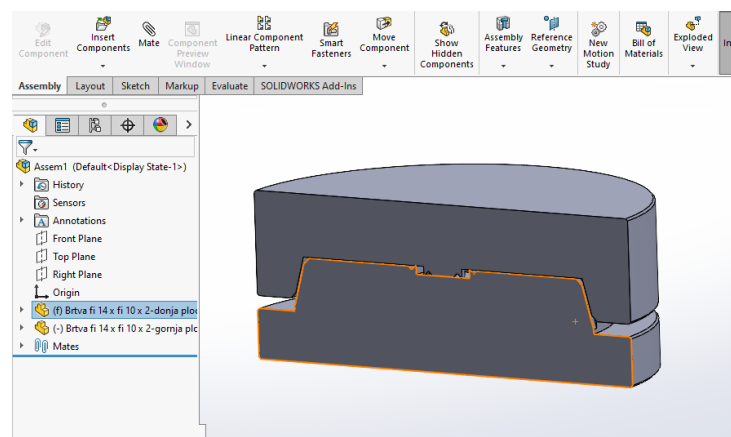 Edit Component
Insert Components
Mate
Component Preview Window
Linear Component Pattern
Smart Fasteners
Move Component
Show Hidden Components
Assembly Features
Reference Geometry
New Motion Study
Bill of Materials
Exploded View
In
Assembly Layout Sketch Markup Evaluate SOLIDWORKS Add-Ins
Assem1 (Default<Display State-1>)
History
Sensors
Annotations
Front Plane
Top Plane
Right Plane
Origin
(f) Brtva fi 14 x fi 10 x 2-donja ploč
(-) Brtva fi 14 x fi 10 x 2-gornja plo
Mates